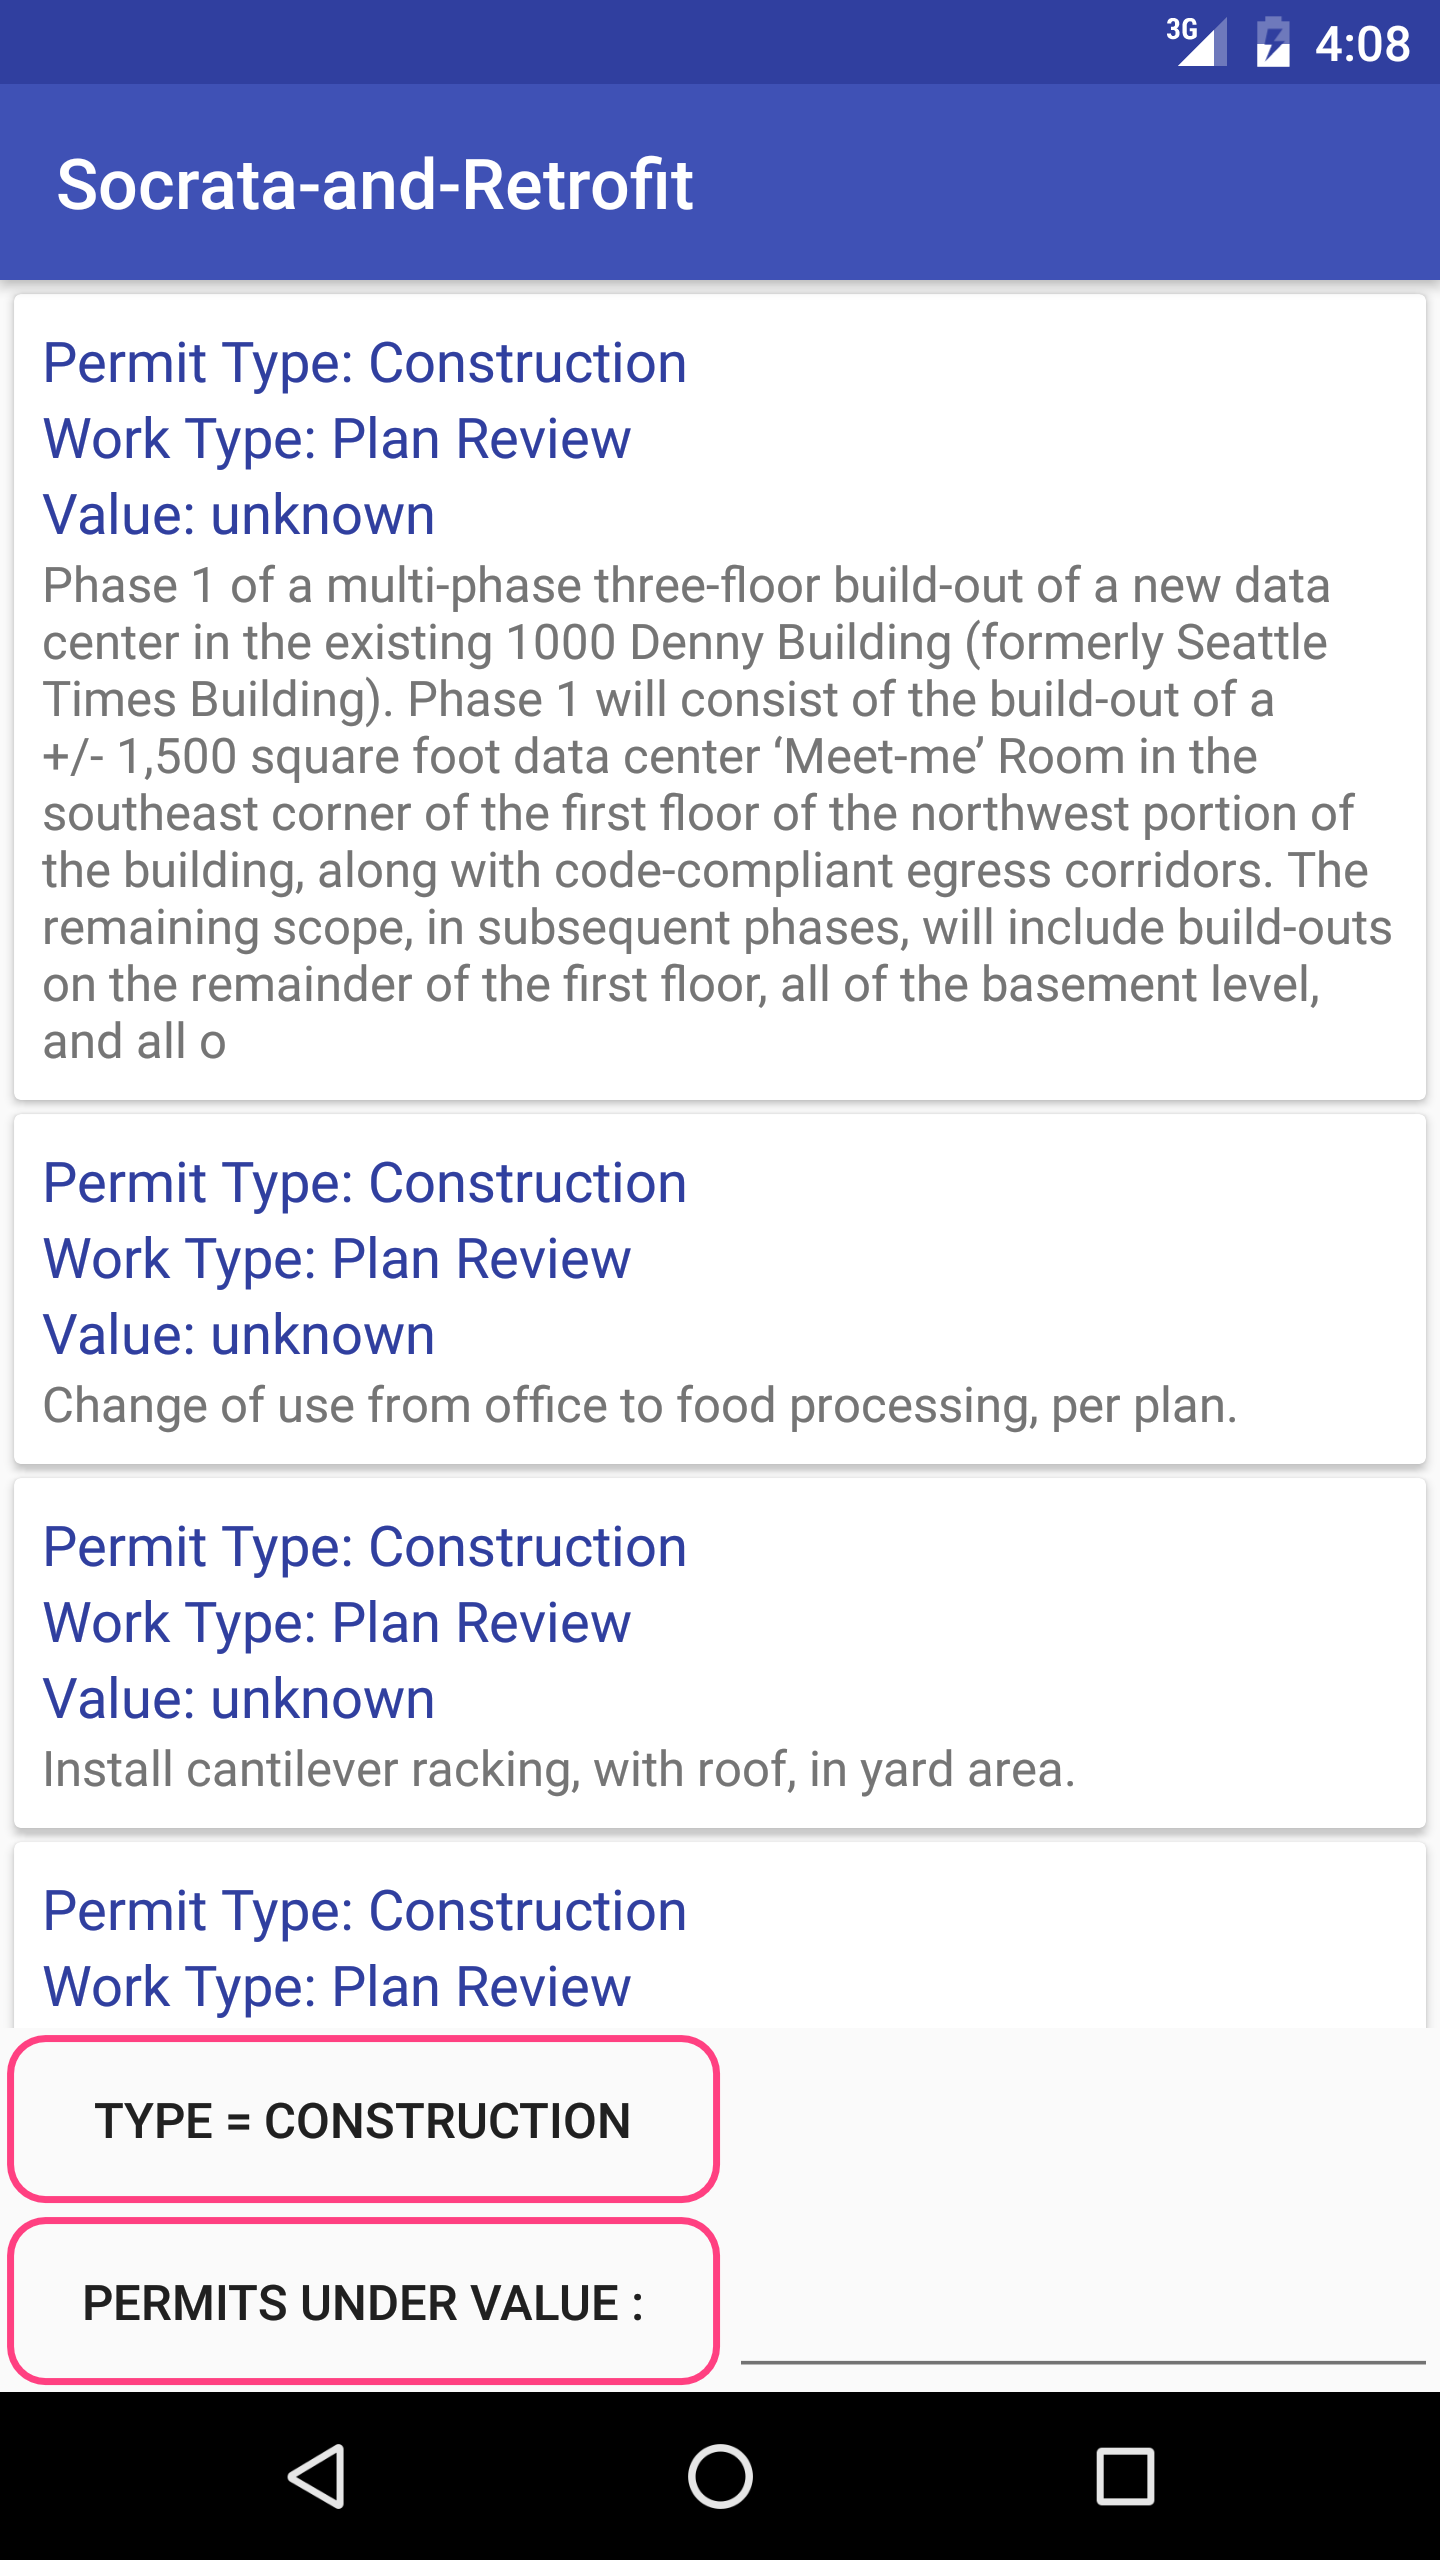 3G 4:08
Socrata-and-Retrofit
Permit Type: Construction
Work Type: Plan Review
Value: unknown
Phase 1 of a multi-phase three-floor build-out of a new data
center in the existing 1000 Denny Building (formerly Seattle
Times Building). Phase 1 will consist of the build-out of a
+/- 1,500 square foot data center ‘Meet-me’ Room in the
southeast corner of the first floor of the northwest portion of
the building, along with code-compliant egress corridors. The
remaining scope, in subsequent phases, will include build-outs
on the remainder of the first floor, all of the basement level,
and all o
Permit Type: Construction
Work Type: Plan Review
Value: unknown
Change of use from office to food processing, per plan.
Permit Type: Construction
Work Type: Plan Review
Value: unknown
Install cantilever racking, with roof, in yard area.
Permit Type: Construction
Work Type: Plan Review
TYPE = CONSTRUCTION
PERMITS UNDER VALUE :